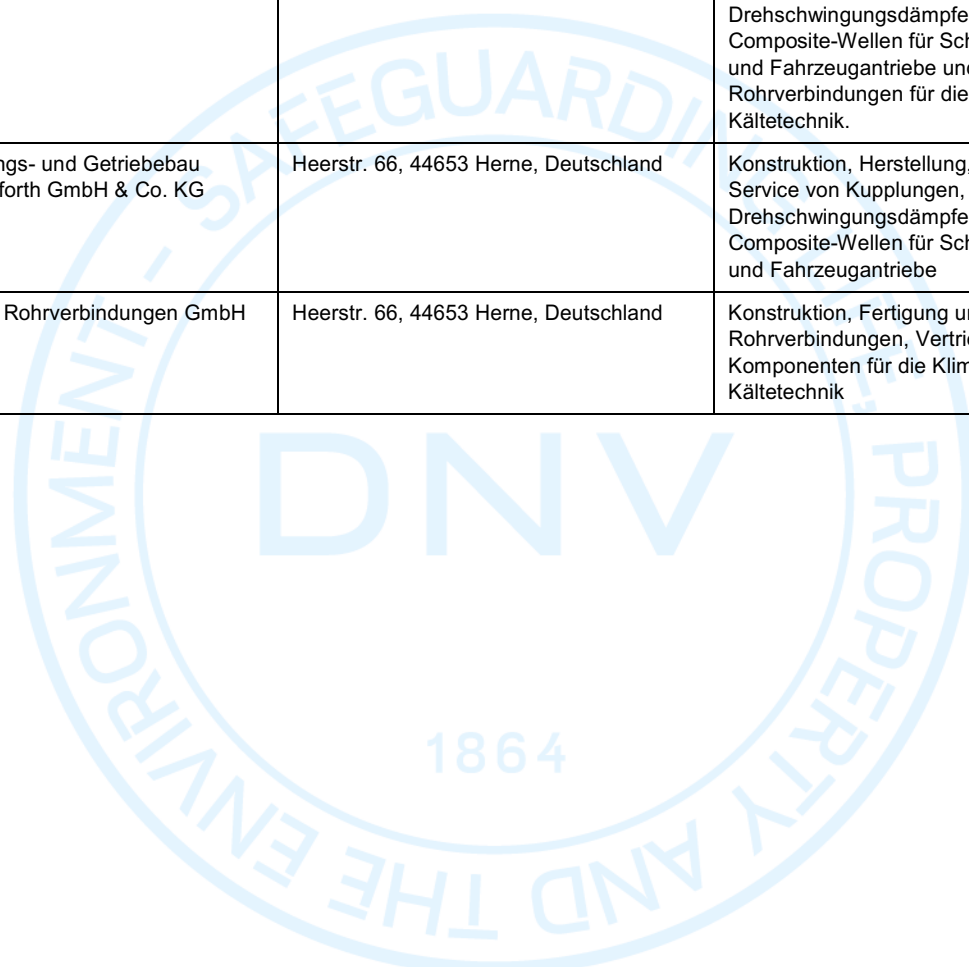 Drehschwingungsdämpfe
Composite-Wellen für Sch
und Fahrzeugantriebe und
Rohrverbindungen für die
Kältetechnik.
ngs- und Getriebebau
forth GmbH & Co. KG
Heerstr. 66, 44653 Herne, Deutschland
Konstruktion, Herstellung,
Service von Kupplungen,
Drehschwingungsdämpfe
Composite-Wellen für Sch
und Fahrzeugantriebe
Rohrverbindungen GmbH
Heerstr. 66, 44653 Herne, Deutschland
Konstruktion, Fertigung un
Rohrverbindungen, Vertrie
Komponenten für die Klim
Kältetechnik
SAFEGUARDING LIFE, PROPERTY AND THE ENVIRONMENT -
DNV
1864